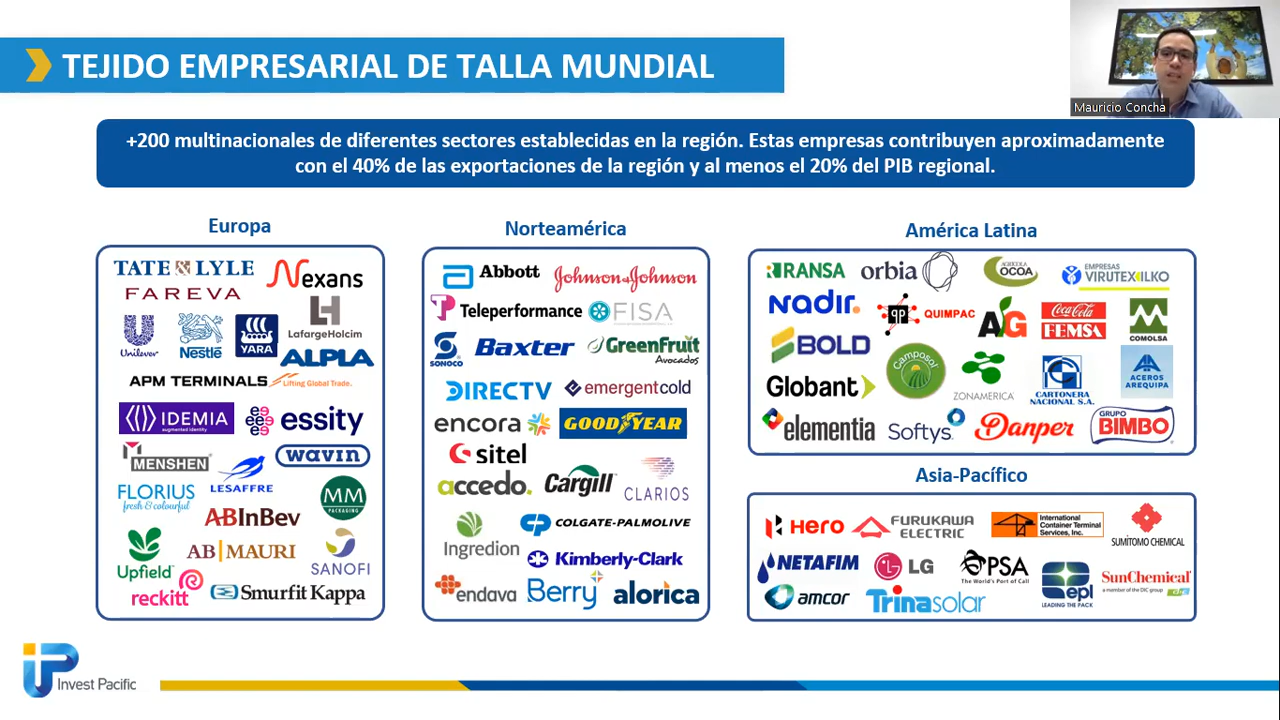 TEJIDO EMPRESARIAL DE TALLA MUNDIAL
Mauricio Concha
+200 multinacionales de diferentes sectores establecidas en la región. Estas empresas contribuyen aproximadamente
con el 40% de las exportaciones de la región y al menos el 20% del PIB regional.
Europa
TATE & LYLE
Nexans
FAREVA
LafargeHolcim
Unilever
Nestlé
YARA
ALPLA
APM TERMINALS
Lifting Global Trade.
IDEMIA
augmented identity
essity
MENSHEN
wavin
FLORIUS
fresh & colourful
LESAFFRE
MM
PACKAGING
ABInBev
Upfield
AB|MAURI
SANOFI
reckitt
Smurfit Kappa
Norteamérica
Abbott
Johnson & Johnson
Teleperformance
FISA
SONOCO
Baxter
GreenFruit
Avocados
DIRECTV
emergentcold
encora
GOODYEAR
sitel
accedo.
Cargill
CLARIOS
Ingredion
COLGATE-PALMOLIVE
Kimberly-Clark
endava
Berry
alorica
América Latina
RANSA
orbia
AGRÍCOLA
OCOA
EMPRESAS
VIRUTEX-ILKO
nadir.
QUIMPAC
AG
Coca-Cola
FEMSA
COMOLSA
BOLD
Camposol
ZONAMERICA
CARTONERA
NACIONAL S.A.
ACEROS
AREQUIPA
Globant
elementia
Softys
Danper
GRUPO
BIMBO
Asia-Pacífico
Hero
FURUKAWA
ELECTRIC
International
Container Terminal
Services, Inc.
SUMITOMO CHEMICAL
NETAFIM
LG
PSA
The World's Port of Call
epl
LEADING THE PACK
SunChemical
a member of the DIC group
amcor
Trinasolar
Invest Pacific